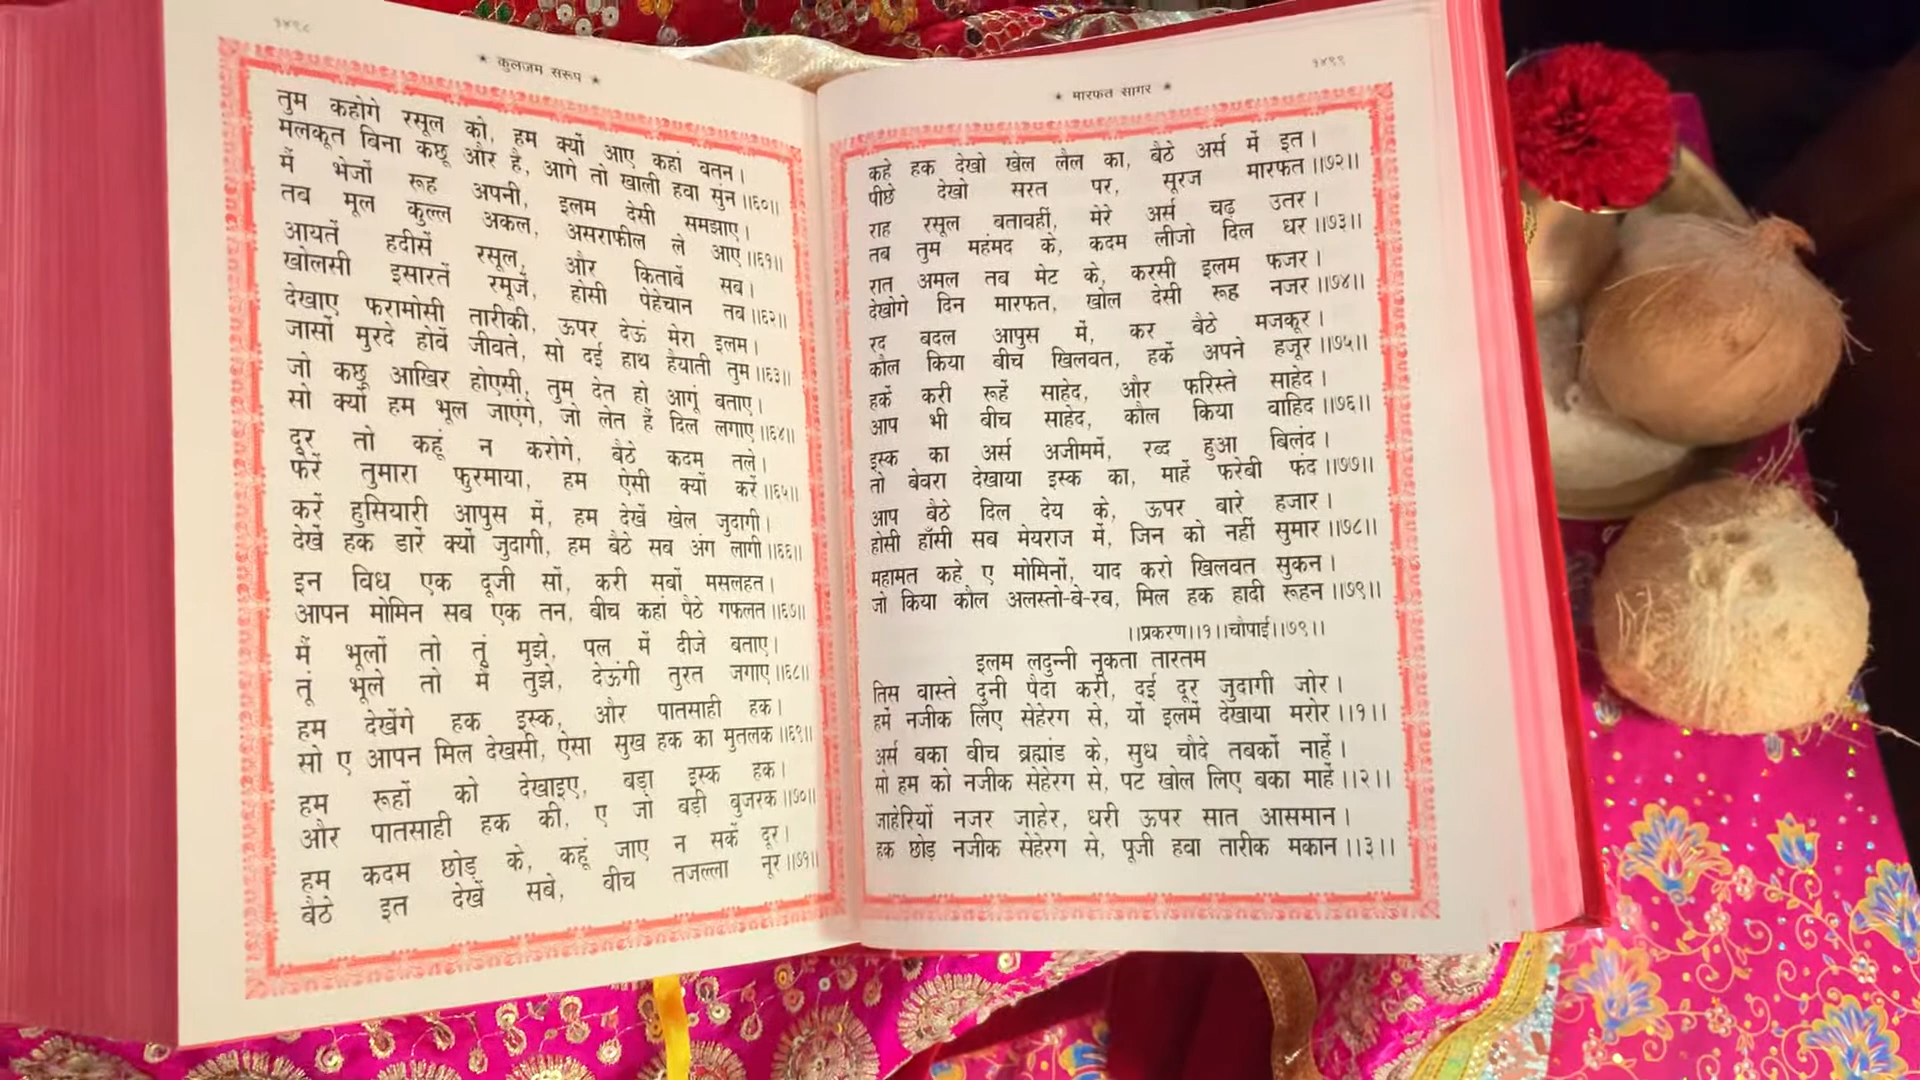 १४९८
* कुलजम सरूप *
तुम कहोगे रसूल को, हम क्यों आए कहां वतन।
मलकूत बिना कछू और है, आगे तो खाली हवा सुंन ।।६०।।
मैं भेजों रूह अपनी, इलम देसी समझाए।
तब मूल कुल्ल अकल, असराफील ले आए ।।६१।।
आयतें हदीसें रसूल, और किताबें सब।
खोलसी इसारतें रमूजें, होसी पेहेचान तब ।।६२।।
देखाए फरामोसी तारीकी, ऊपर देऊं मेरा इलम।
जासों मुरदे होवें जीवते, सो दई हाथ हैयाती तुम ।।६३।।
जो कछू आखिर होएसी, तुम देत हो आगूं बताए।
सो क्यों हम भूल जाएंगे, जो लेत हैं दिल लगाए ।।६४।।
दूर तो कहूं न करोगे, बैठे कदम तले।
फेरें तुमारा फुरमाया, हम ऐसी क्यों करें ।।६५।।
करें हुसियारी आपुस में, हम देखें खेल जुदागी।
देखें हक डारें क्यों जुदागी, हम बैठे सब अंग लागी ।।६६।।
इन विध एक दूजी सों, करी सबों मसलहत।
आपन मोमिन सब एक तन, बीच कहां पैठे गफलत ।।६७।।
मैं भूलों तो तूं मुझे, पल में दीजे बताए।
तूं भूले तो मैं तुझे, देऊंगी तुरत जगाए ।।६८।।
हम देखेंगे हक इस्क, और पातसाही हक।
सो ए आपन मिल देखसी, ऐसा सुख हक का मुतलक ।।६९।।
हम रूहों को देखाइए, बड़ा इस्क हक।
और पातसाही हक की, ए जो बड़ी बुजरक ।।७०।।
हम कदम छोड़ के, कहूं जाए न सकें दूर।
बैठे इत देखें सबे, बीच तजल्ला नूर ।।७१।।
१४९९
* मारफत सागर *
कहे हक देखो खेल लैल का, बैठे अर्स में इत।
पीछे देखो सरत पर, सूरज मारफत ।।७२।।
राह रसूल बतावहीं, मेरे अर्स चढ़ उतर।
तब तुम महंमद के, कदम लीजो दिल धर ।।७३।।
रात अमल तब मेट के, करसी इलम फजर।
देखोगे दिन मारफत, खोल देसी रूह नजर ।।७४।।
रद बदल आपुस में, कर बैठे मजकूर।
कौल किया बीच खिलवत, हकें अपने हजूर ।।७५।।
हकें करी रूहें साहेद, और फरिस्ते साहेद।
आप भी बीच साहेद, कौल किया वाहिद ।।७६।।
इस्क का अर्स अजीममें, रब्द हुआ बिलंद।
तो बेवरा देखाया इस्क का, माहें फरेबी फंद ।।७७।।
आप बैठे दिल देय के, ऊपर बारे हजार।
होसी हाँसी सब मेयराज में, जिन को नहीं सुमार ।।७८।।
महामत कहे ए मोमिनों, याद करो खिलवत सुकन।
जो किया कौल अलस्तो-बे-रब, मिल हक हादी रूहन ।।७९।।
।।प्रकरण।।१।।चौपाई।।७९।।
इलम लदुन्नी नुकता तारतम
तिस वास्ते दुनी पैदा करी, दई दूर जुदागी जोर।
हमें नजीक लिए सेहेरग से, यों इलमें देखाया मरोर ।।१।।
अर्स बका बीच ब्रह्मांड के, सुध चौदे तबकों नाहें।
सो हम को नजीक सेहेरग से, पट खोल लिए बका माहें ।।२।।
जाहेरियों नजर जाहेर, धरी ऊपर सात आसमान।
हक छोड़ नजीक सेहेरग से, पूजी हवा तारीक मकान ।।३।।